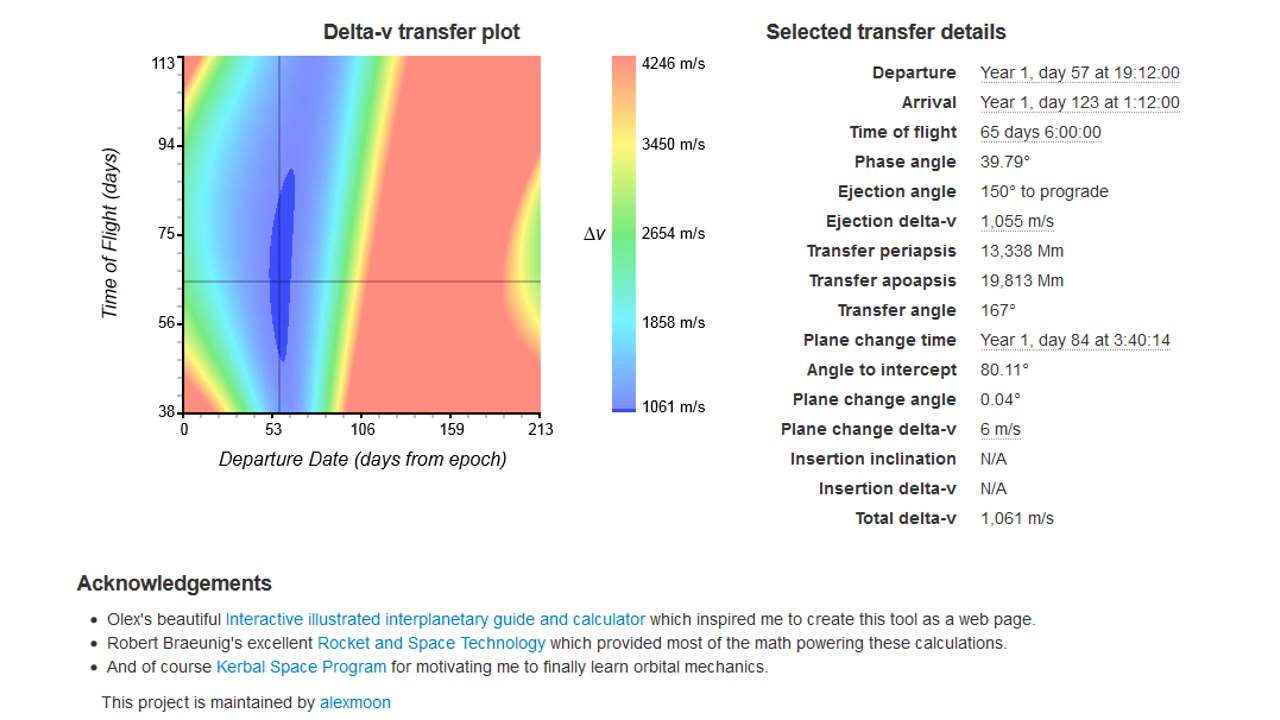 Delta-v transfer plot
113
94
75
56
38
0 53 106 159 213
Time of Flight (days)
Departure Date (days from epoch)
Δv
4246 m/s
3450 m/s
2654 m/s
1858 m/s
1061 m/s
Selected transfer details
Departure Year 1, day 57 at 19:12:00
Arrival Year 1, day 123 at 1:12:00
Time of flight 65 days 6:00:00
Phase angle 39.79°
Ejection angle 150° to prograde
Ejection delta-v 1,055 m/s
Transfer periapsis 13,338 Mm
Transfer apoapsis 19,813 Mm
Transfer angle 167°
Plane change time Year 1, day 84 at 3:40:14
Angle to intercept 80.11°
Plane change angle 0.04°
Plane change delta-v 6 m/s
Insertion inclination N/A
Insertion delta-v N/A
Total delta-v 1,061 m/s
Acknowledgements
• Olex's beautiful Interactive illustrated interplanetary guide and calculator which inspired me to create this tool as a web page.
• Robert Braeunig's excellent Rocket and Space Technology which provided most of the math powering these calculations.
• And of course Kerbal Space Program for motivating me to finally learn orbital mechanics.
This project is maintained by alexmoon